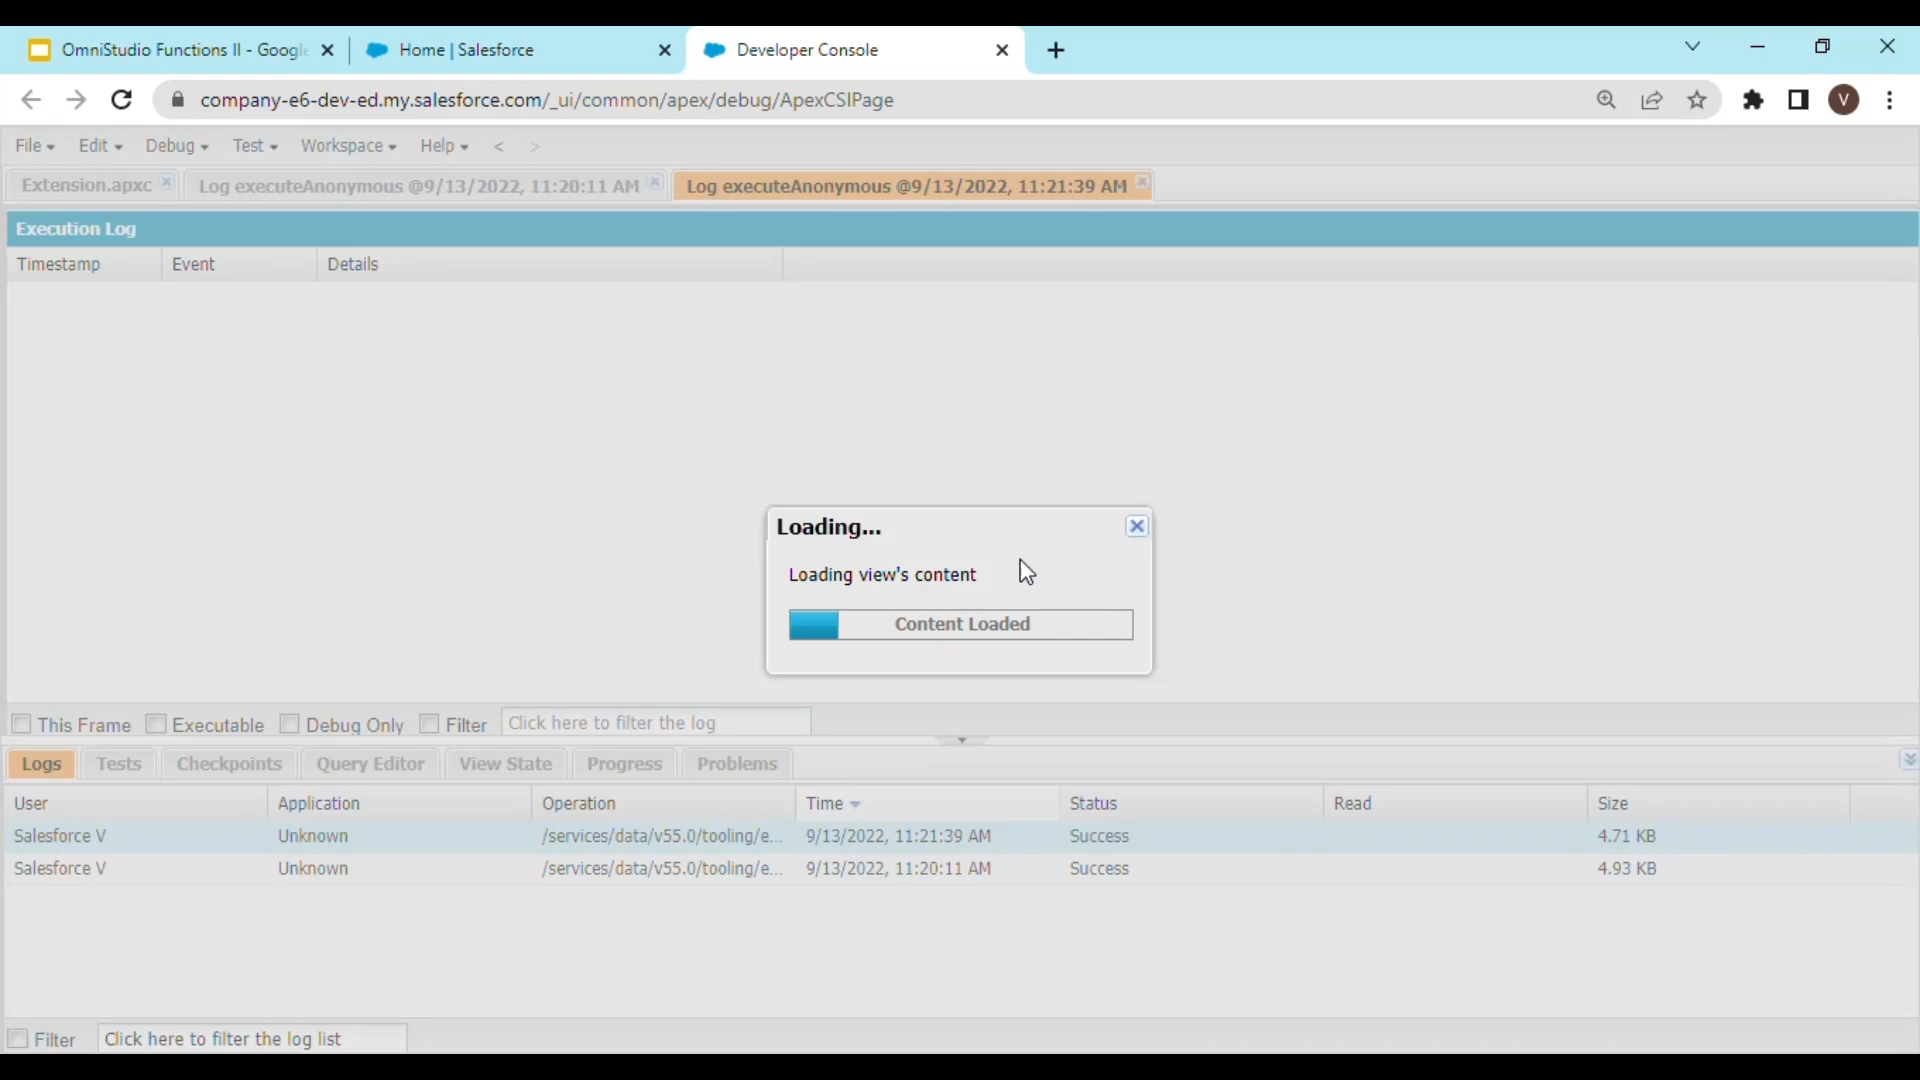 OmniStudio Functions II - Google
Home | Salesforce
Developer Console
company-e6-dev-ed.my.salesforce.com/_ui/common/apex/debug/ApexCSIPage
V
File
Edit
Debug
Test
Workspace
Help
<
>
Extension.apxc
Log executeAnonymous @9/13/2022, 11:20:11 AM
Log executeAnonymous @9/13/2022, 11:21:39 AM
Execution Log
Timestamp
Event
Details
Loading...
Loading view's content
Content Loaded
This Frame
Executable
Debug Only
Filter
Click here to filter the log
Logs
Tests
Checkpoints
Query Editor
View State
Progress
Problems
User
Application
Operation
Time
Status
Read
Size
Salesforce V
Unknown
/services/data/v55.0/tooling/e...
9/13/2022, 11:21:39 AM
Success
4.71 KB
Salesforce V
Unknown
/services/data/v55.0/tooling/e...
9/13/2022, 11:20:11 AM
Success
4.93 KB
Filter
Click here to filter the log list